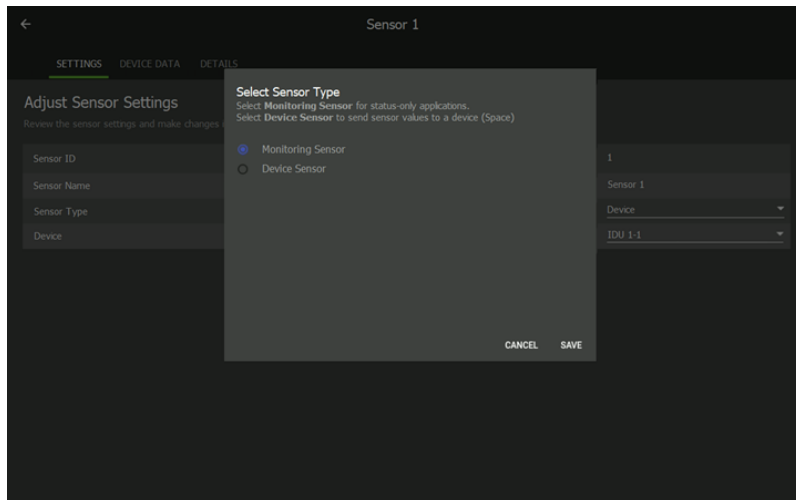 Sensor 1
SETTINGS DEVICE DATA DETAILS
Adjust Sensor Settings
Review the sensor settings and make changes
Select Sensor Type
Select Monitoring Sensor for status-only applications.
Select Device Sensor to send sensor values to a device (Space)
Monitoring Sensor
Device Sensor
Sensor ID 1
Sensor Name Sensor 1
Sensor Type Device
Device IDU 1-1
CANCEL SAVE